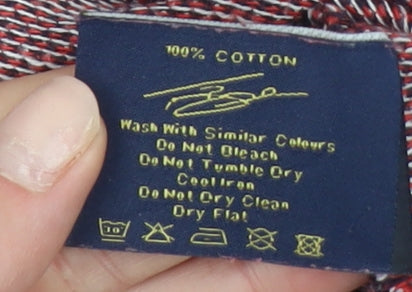 100% COTTON
Wash With Similar Colours
Do Not Bleach
Do Not Tumble Dry
Cool Iron
Do Not Dry Clean
Dry Flat